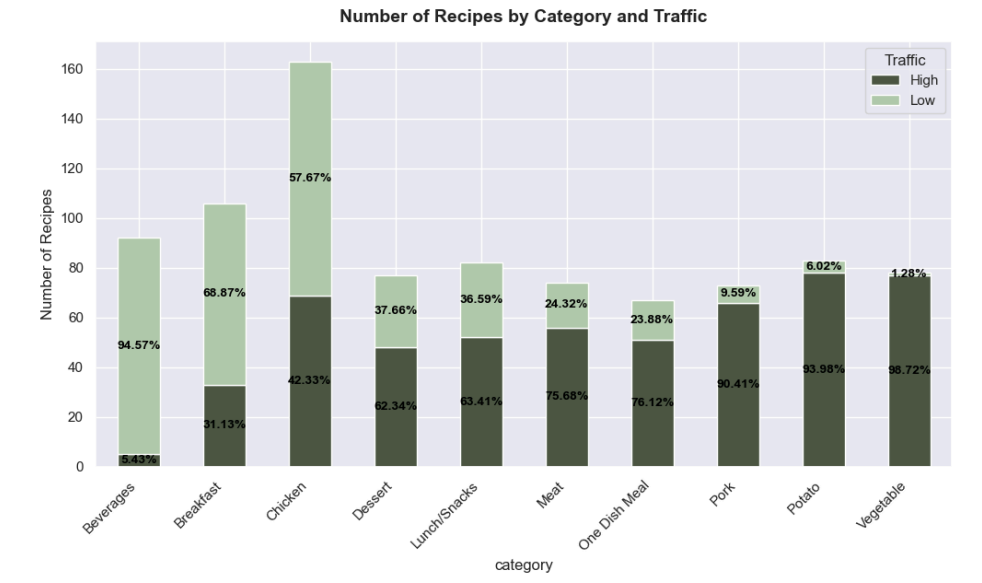 Number of Recipes by Category and Traffic
Number of Recipes
160
140
120
100
80
60
40
20
0
Traffic
High
Low
94.57%
5.43%
68.87%
31.13%
57.67%
42.33%
37.66%
62.34%
36.59%
63.41%
24.32%
75.68%
23.88%
76.12%
9.59%
90.41%
6.02%
93.98%
1.28%
98.72%
Beverages
Breakfast
Chicken
Dessert
Lunch/Snacks
Meat
One Dish Meal
Pork
Potato
Vegetable
category